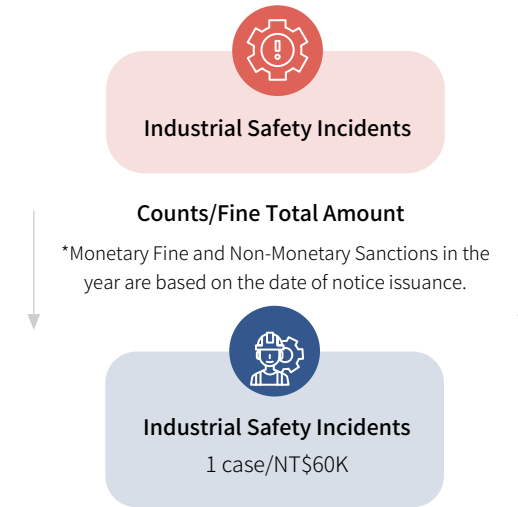 Industrial Safety Incidents
Counts/Fine Total Amount
*Monetary Fine and Non-Monetary Sanctions in the
year are based on the date of notice issuance.
Industrial Safety Incidents
1 case/NT$60K